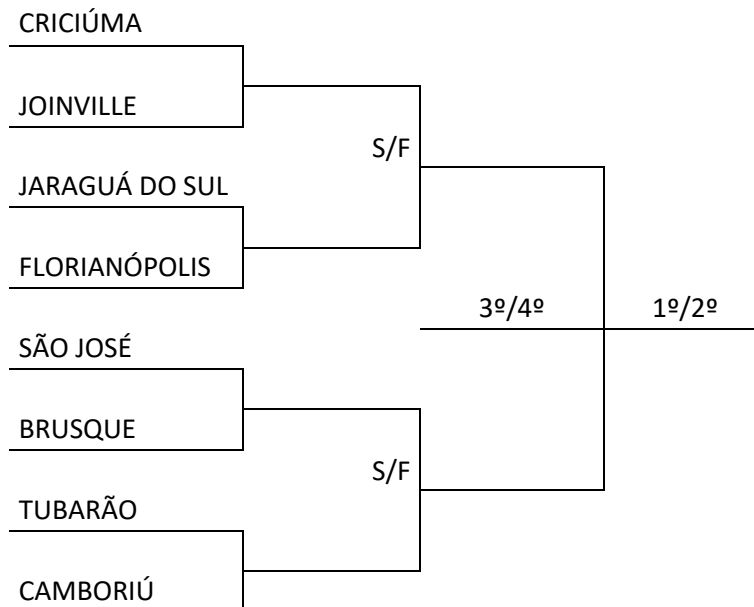 CRICIÚMA
JOINVILLE
S/F
JARAGUÁ DO SUL
FLORIANÓPOLIS
3º/4º
1º/2º
SÃO JOSÉ
BRUSQUE
S/F
TUBARÃO
CAMBORIÚ